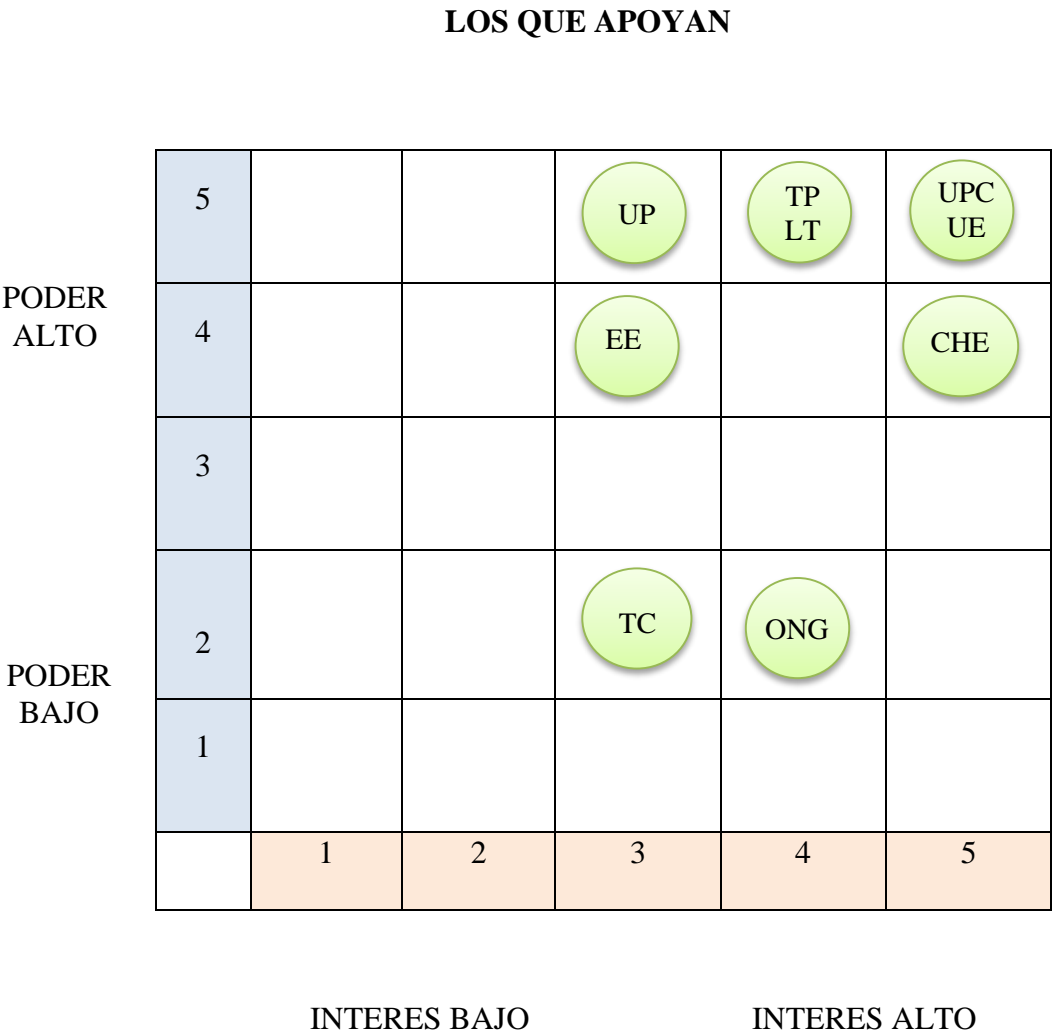 LOS QUE APOYAN
5
UP
TP
LT
UPC
UE
PODER
ALTO
4
EE
CHE
3
2
TC
ONG
PODER
BAJO
1
1 2 3 4 5
INTERES BAJO INTERES ALTO